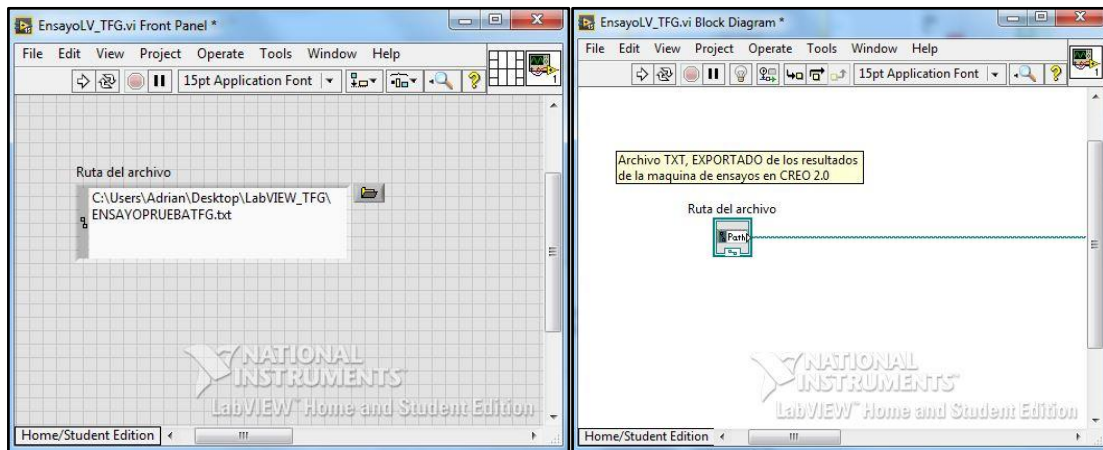 EnsayoLV_TFG.vi Front Panel *
File Edit View Project Operate Tools Window Help
15pt Application Font
1
Ruta del archivo
C:\Users\Adrian\Desktop\LabVIEW_TFG\
ENSAYOPRUEBATFG.txt
NATIONAL
INSTRUMENTS
LabVIEW™ Home and Student Edition
Home/Student Edition
EnsayoLV_TFG.vi Block Diagram *
File Edit View Project Operate Tools Window Help
15pt Application Font
1
Archivo TXT, EXPORTADO de los resultados
de la maquina de ensayos en CREO 2.0
Ruta del archivo
Path
NATIONAL
INSTRUMENTS
LabVIEW™ Home and Student Edition
Home/Student Edition